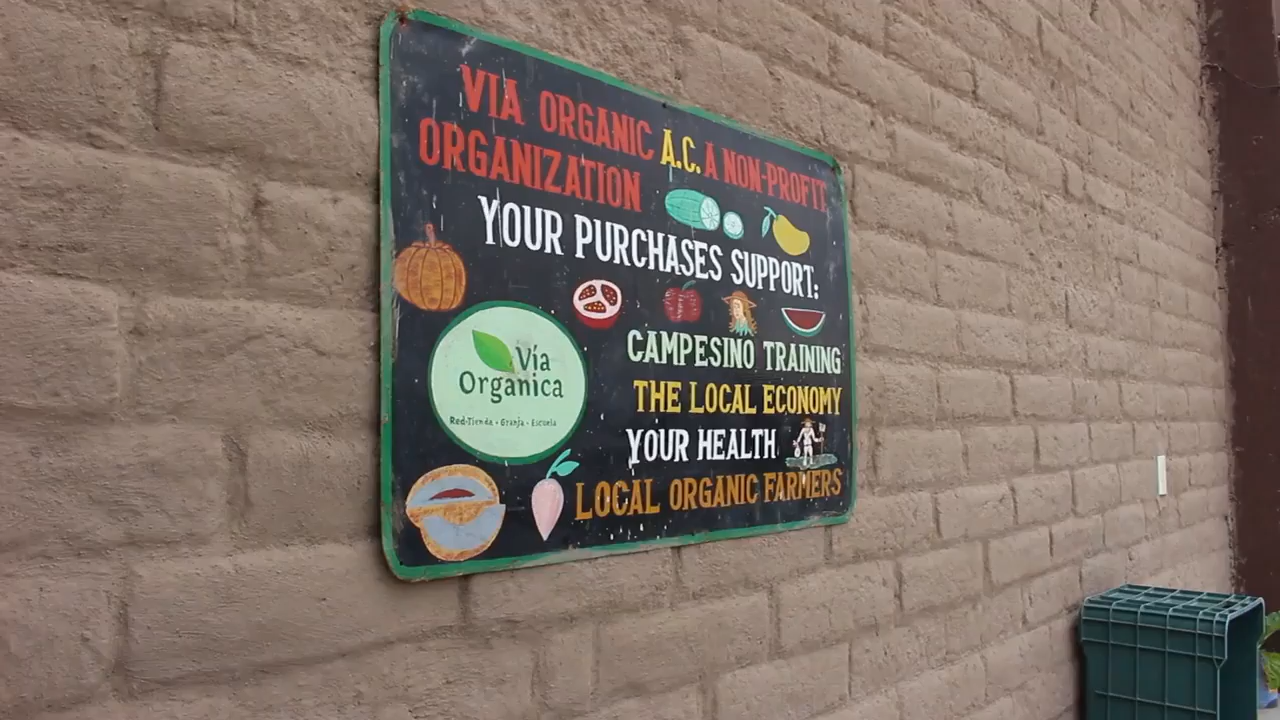 VIA ORGANIC A.C. A NON-PROFIT
ORGANIZATION
YOUR PURCHASES SUPPORT:
CAMPESINO TRAINING
THE LOCAL ECONOMY
YOUR HEALTH
LOCAL ORGANIC FARMERS
Vía
Orgánica
Red-Tienda - Granja - Escuela